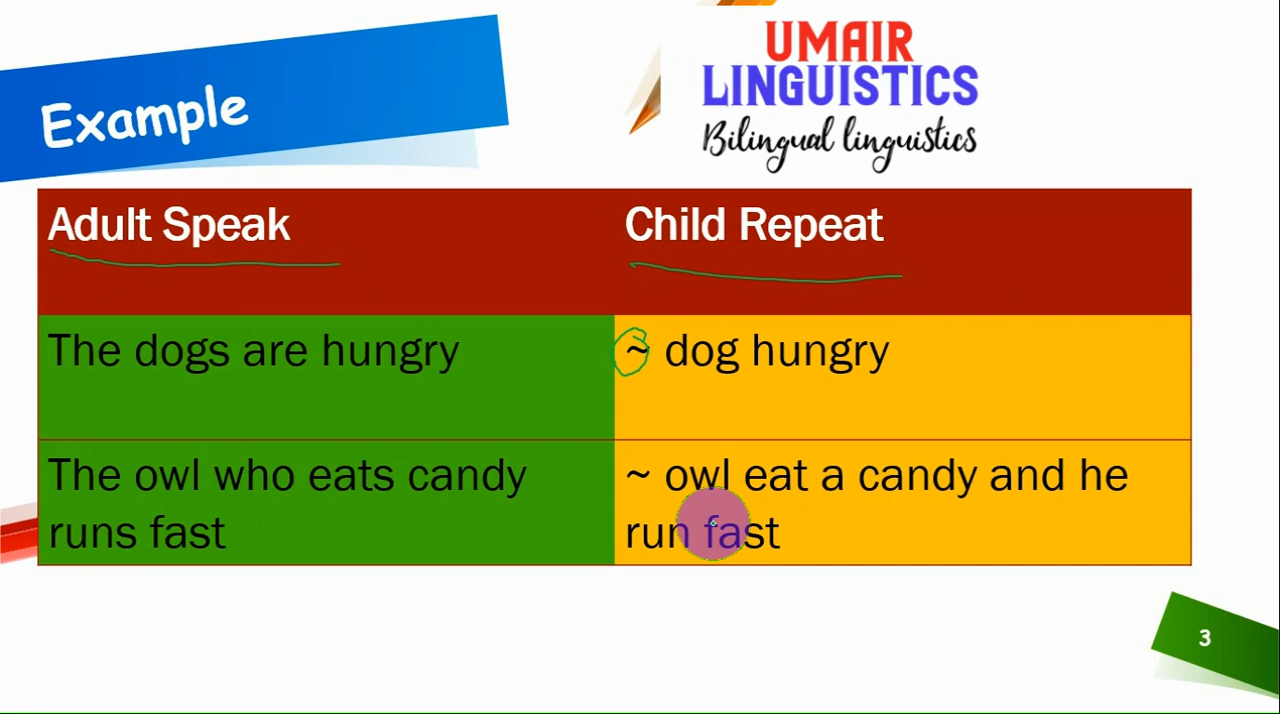 Example
UMAIR
LINGUISTICS
Bilingual linguistics
Adult Speak
Child Repeat
The dogs are hungry
~ dog hungry
The owl who eats candy
runs fast
~ owl eat a candy and he
run fast
3